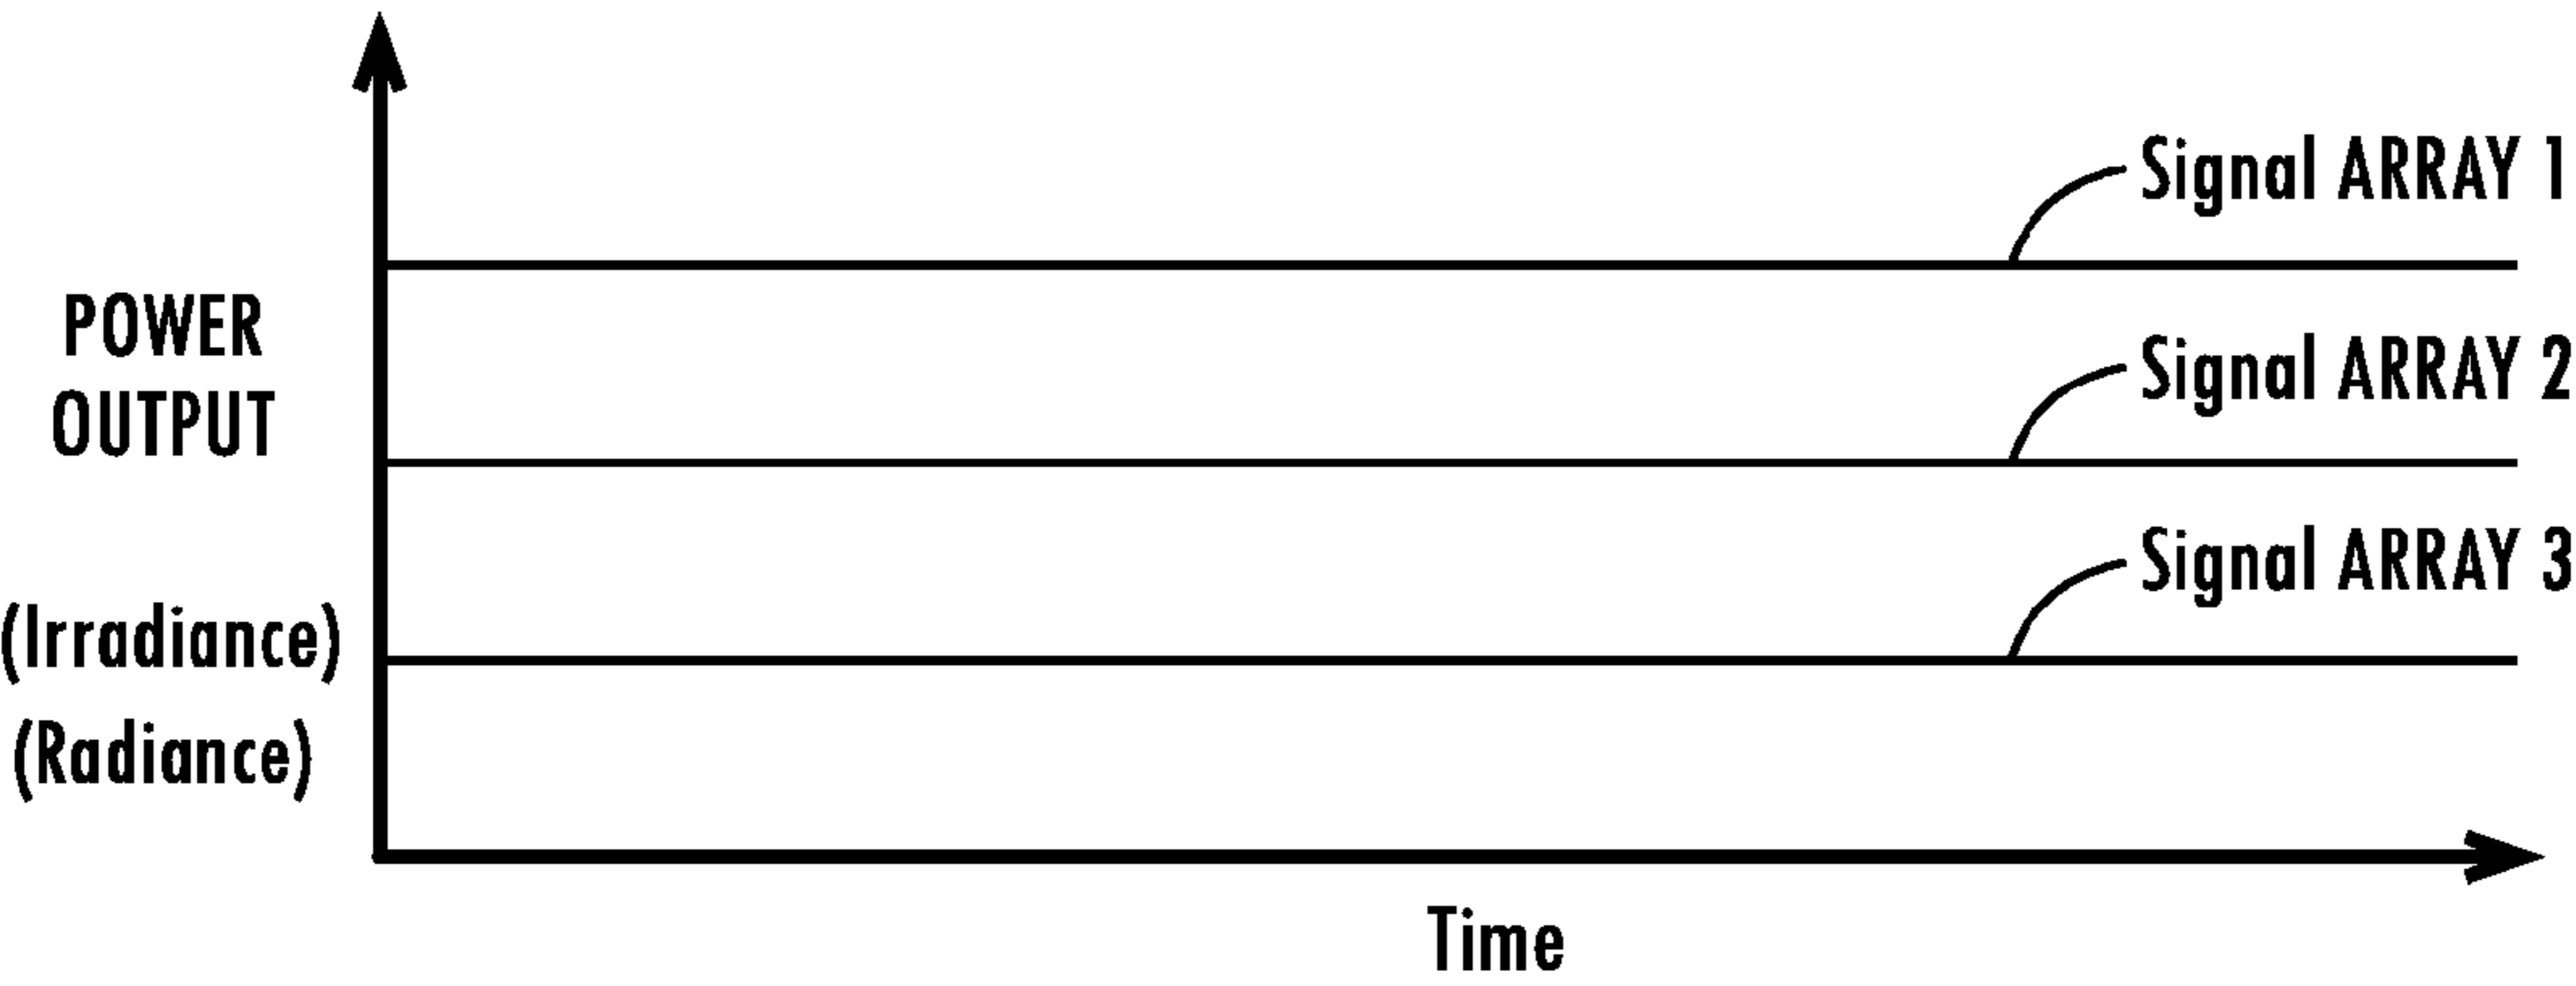 POWER
OUTPUT
(Irradiance)
(Radiance)
Signal ARRAY 1
Signal ARRAY 2
Signal ARRAY 3
Time